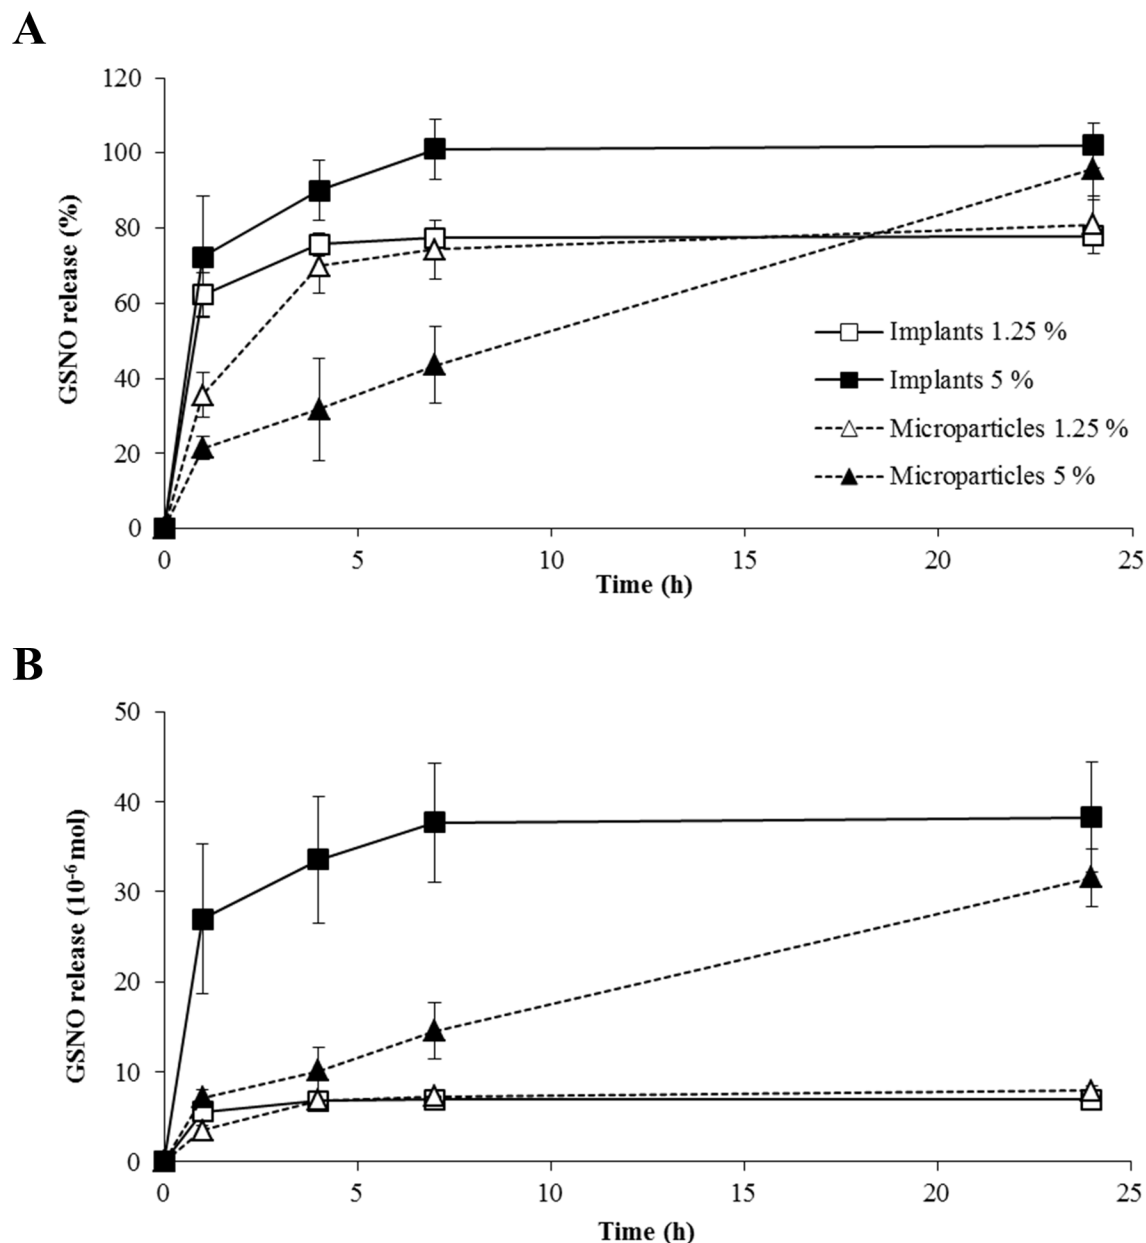 A
120
100
80
60
40
20
0
GSNO release (%)
Implants 1.25 %
Implants 5 %
Microparticles 1.25 %
Microparticles 5 %
0 5 10 15 20 25
Time (h)
B
50
40
30
20
10
0
GSNO release (10⁻⁶ mol)
0 5 10 15 20 25
Time (h)